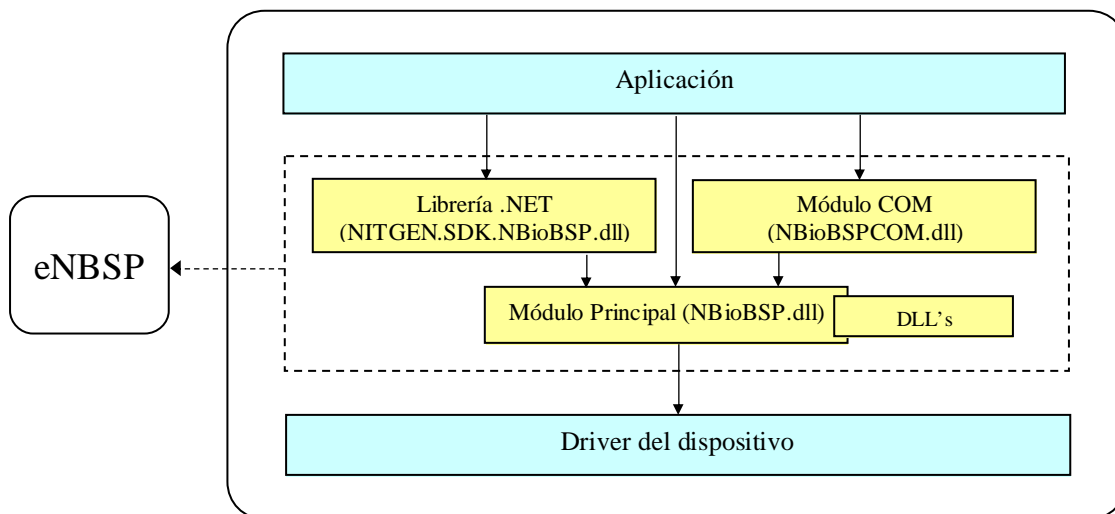 Aplicación
Librería .NET
(NITGEN.SDK.NBioBSP.dll)
Módulo COM
(NBioBSPCOM.dll)
eNBSP
Módulo Principal (NBioBSP.dll)
DLL’s
Driver del dispositivo